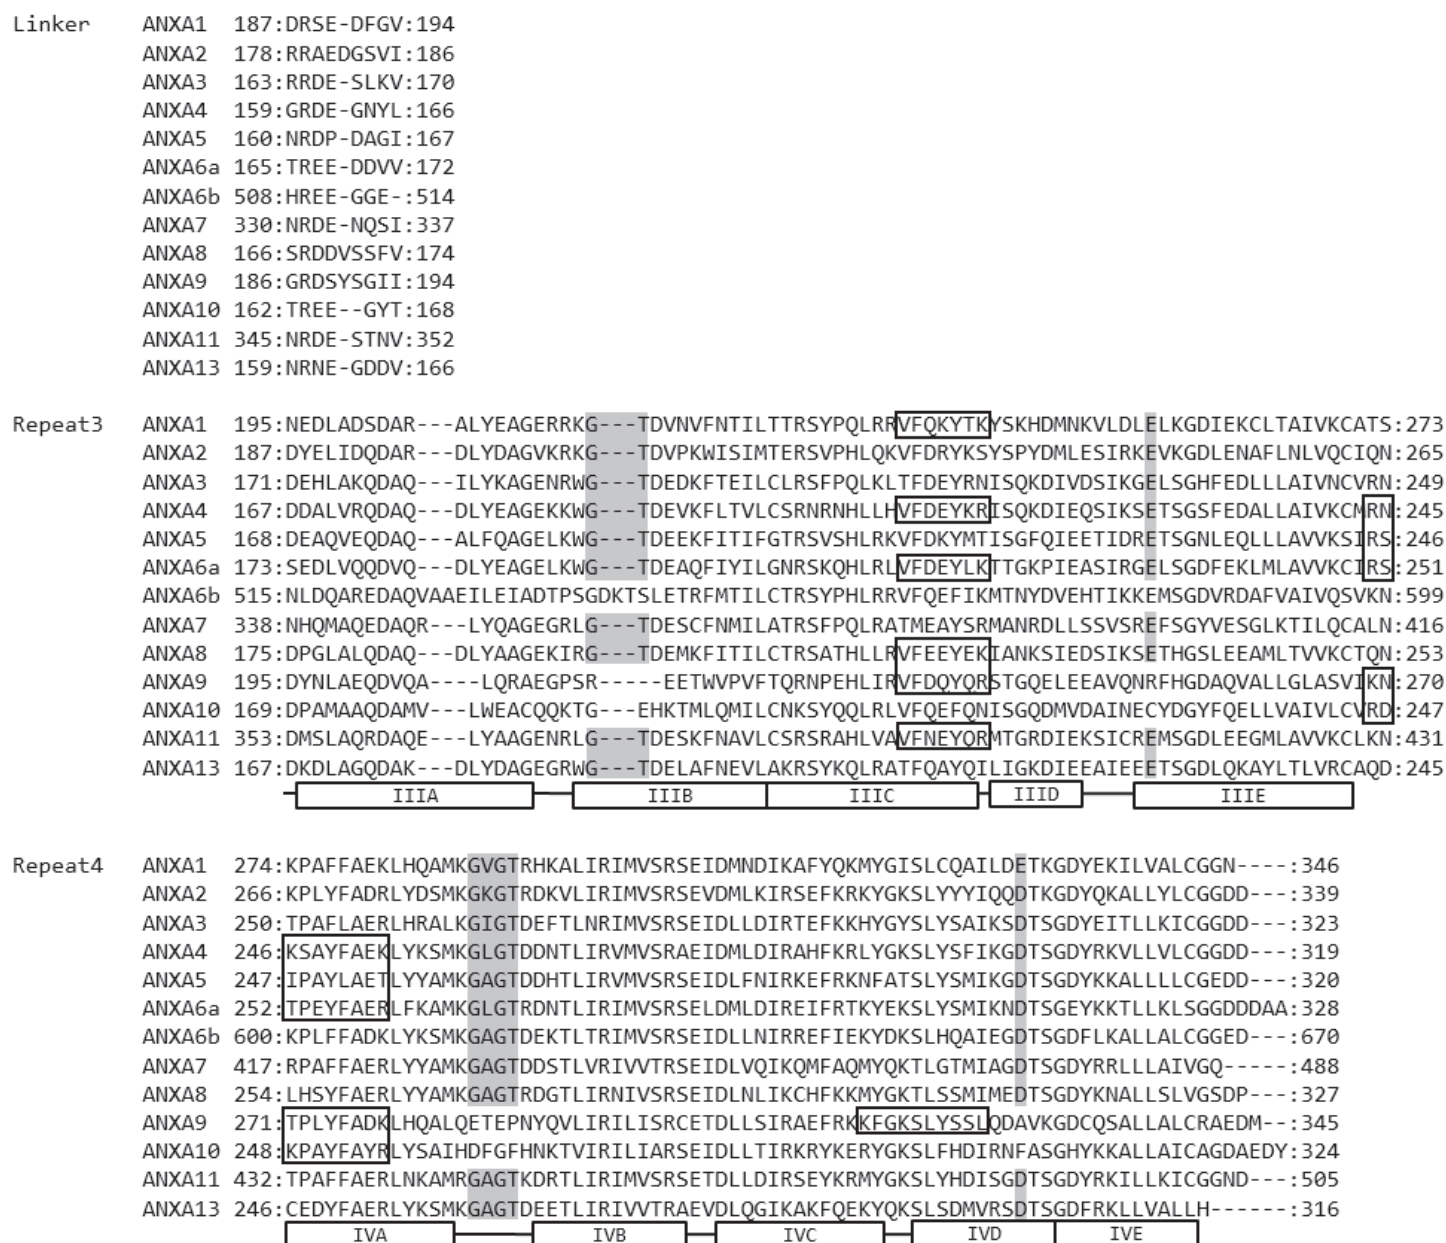 Linker ANXA1 187:DRSE-DFGV:194
ANXA2 178:RRAEDGSVI:186
ANXA3 163:RRDE-SLKV:170
ANXA4 159:GRDE-GNYL:166
ANXA5 160:NRDP-DAGI:167
ANXA6a 165:TREE-DDVV:172
ANXA6b 508:HREE-GGE-:514
ANXA7 330:NRDE-NQSI:337
ANXA8 166:SRDDVSSFV:174
ANXA9 186:GRDSYSGII:194
ANXA10 162:TREE--GYT:168
ANXA11 345:NRDE-STNV:352
ANXA13 159:NRNE-GDDV:166
Repeat3 ANXA1 195:NEDLADSDAR---ALYEAGERRKG---TDVNVFNTILTTRSYPQLRRVFQKYTKYSKHDMNKVLDLELKGDIEKCLTAIVKCATS:273
ANXA2 187:DYELIDQDAR---DLYDAGVKRKG---TDVPKWISIMTERSVPHLQKVFDRYKSYSPYDMLESIRKEVKGDLENAFLNLVQCIQN:265
ANXA3 171:DEHLAKQDAQ---ILYKAGENRWG---TDEDKFTEILCLRSFPQLKLTFDEYRNISQKDIVDSIKGELSGHFEDLLLAIVNCVRN:249
ANXA4 167:DDALVRQDAQ---DLYEAGEKKWG---TDEVKFLTVLCSRNRNHLLHVFDEYKRISQKDIEQSIKSETSGSFEDALLAIVKCMRN:245
ANXA5 168:DEAQVEQDAQ---ALFQAGELKWG---TDEEKFITIFGTRSVSHLRKVFDKYMTISGFQIEETIDRETSGNLEQLLLAVVKSIRS:246
ANXA6a 173:SEDLVQQDVQ---DLYEAGELKWG---TDEAQFIYILGNRSKQHLRLVFDEYLKTTGKPIEASIRGELSGDFEKLMLAVVKCIRS:251
ANXA6b 515:NLDQAREDAQVAAEILEIADTPSGDKTSLETRFMTILCTRSYPHLRRVFQEFIKMTNYDVEHTIKKEMSGDVRDAFVAIVQSVKN:599
ANXA7 338:NHQMAQEDAQR---LYQAGEGRLG---TDESCFNMILATRSFPQLRATMEAYSRMANRDLLSSVSREFSGYVESGLKTILQCALN:416
ANXA8 175:DPGLALQDAQ---DLYAAGEKIRG---TDEMKFITILCTRSATHLLRVFEEYEKIANKSIEDSIKSETHGSLEEAMLTVVKCTQN:253
ANXA9 195:DYNLAEQDVQA----LQRAEGPSR-----EETWVPVFTQRNPEHLIRVFDQYQRSTGQELEEAVQNRFHGDAQVALLGLASVIKN:270
ANXA10 169:DPAMAAQDAMV---LWEACQQKTG---EHKTMLQMILCNKSYQQLRLVFQEFQNISGQDMVDAINECYDGYFQELLVAIVLCVRD:247
ANXA11 353:DMSLAQRDAQE---LYAAGENRLG---TDESKFNAVLCSRSRAHLVAVFNEYQRMTGRDIEKSICREMSGDLEEGMLAVVKCLKN:431
ANXA13 167:DKDLAGQDAK---DLYDAGEGRWG---TDELAFNEVLAKRSYKQLRATFQAYQILIGKDIEEAIEEETSGDLQKAYLTLVRCAQD:245
IIIA IIIB IIIC IIID IIIE
Repeat4 ANXA1 274:KPAFFAEKLHQAMKGVGTRHKALIRIMVSRSEIDMNDIKAFYQKMYGISLCQAILDETKGDYEKILVALCGGN----:346
ANXA2 266:KPLYFADRLYDSMKGKGTRDKVLIRIMVSRSEVDMLKIRSEFKRKYGKSLYYYIQQDTKGDYQKALLYLCGGDD---:339
ANXA3 250:TPAFLAERLHRALKGIGTDEFTLNRIMVSRSEIDLLDIRTEFKKHYGYSLYSAIKSDTSGDYEITLLKICGGDD---:323
ANXA4 246:KSAYFAEKLYKSMKGLGTDDNTLIRVMVSRAEIDMLDIRAHFKRLYGKSLYSFIKGDTSGDYRKVLLVLCGGDD---:319
ANXA5 247:IPAYLAETLYYAMKGAGTDDHTLIRVMVSRSEIDLFNIRKEFRKNFATSLYSMIKGDTSGDYKKALLLLCGEDD---:320
ANXA6a 252:TPEYFAERLFKAMKGLGTRDNTLIRIMVSRSELDMLDIREIFRTKYEKSLYSMIKNDTSGEYKKTLLKLSGGDDDAA:328
ANXA6b 600:KPLFFADKLYKSMKGAGTDEKTLTRIMVSRSEIDLLNIRREFIEKYDKSLHQAIEGDTSGDFLKALLALCGGED---:670
ANXA7 417:RPAFFAERLYYAMKGAGTDDSTLVRIVVTRSEIDLVQIKQMFAQMYQKTLGTMIAGDTSGDYRRLLLAIVGQ-----:488
ANXA8 254:LHSYFAERLYYAMKGAGTRDGTLIRNIVSRSEIDLNLIKCHFKKMYGKTLSSMIMEDTSGDYKNALLSLVGSDP---:327
ANXA9 271:TPLYFADKLHQALQETEPNYQVLIRILISRCETDLLSIRAEFRKKFGKSLYSSLQDAVKGDCQSALLALCRAEDM--:345
ANXA10 248:KPAYFAYRLYSAIHDFGFHNKTVIRILIARSEIDLLTIRKRYKERYGKSLFHDIRNFASGHYKKALLAICAGDAEDY:324
ANXA11 432:TPAFFAERLNKAMRGAGTKDRTLIRIMVSRSETDLLDIRSEYKRMYGKSLYHDISGDTSGDYRKILLKICGGND---:505
ANXA13 246:CEDYFAERLYKSMKGAGTDEETLIRIVVTRAEVDLQGIKAKFQEKYQKSLSDMVRSDTSGDFRKLLVALLH------:316
IVA IVB IVC IVD IVE